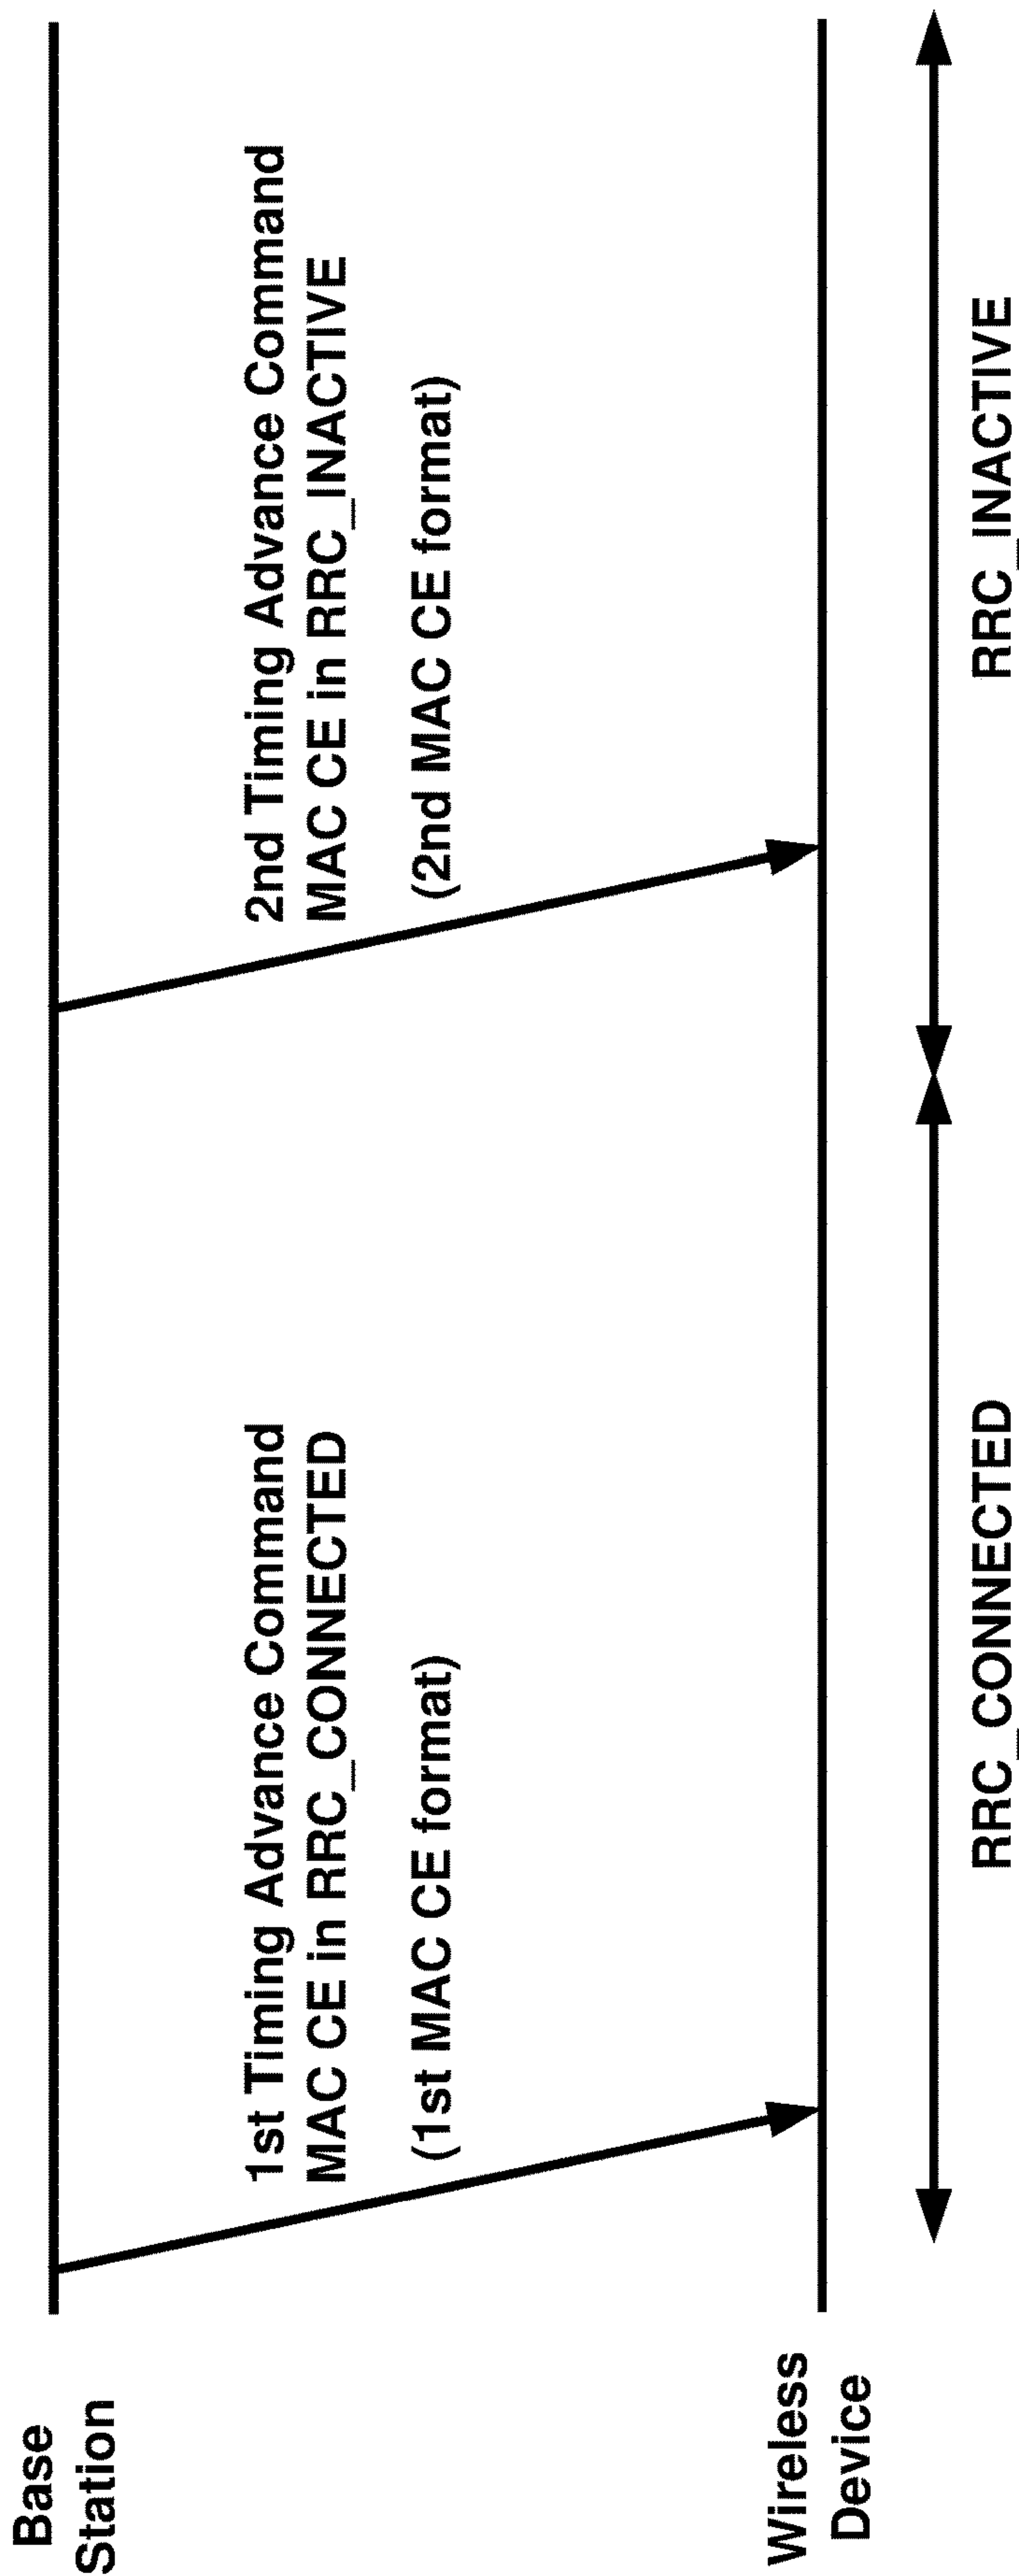 Base
Station
1st Timing Advance Command
MAC CE in RRC_CONNECTED
(1st MAC CE format)
2nd Timing Advance Command
MAC CE in RRC_INACTIVE
(2nd MAC CE format)
Wireless
Device
RRC_CONNECTED
RRC_INACTIVE